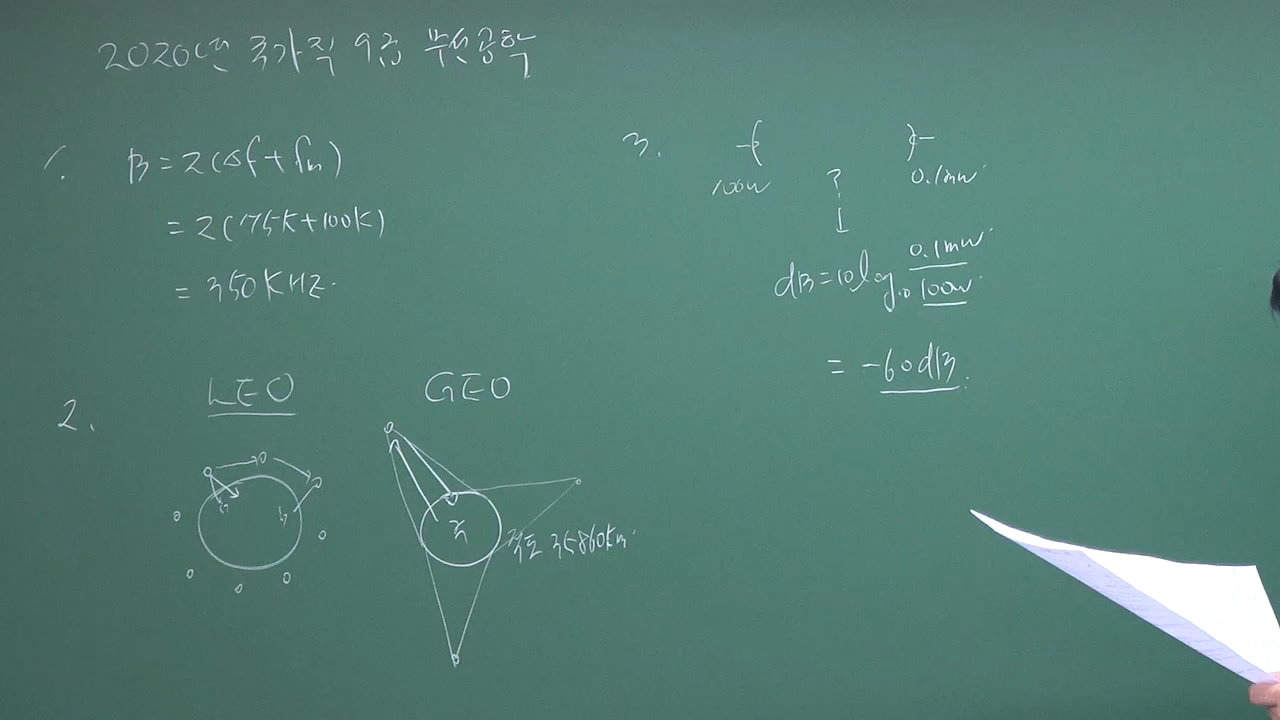 2020년 국가직 9급 무선공학
1. B = 2(Δf + fm)
= 2(75K+100K)
= 350KHZ.
2. LEO GEO
지
적도 35860Km.
3.
100W ? 0.1mW
dB = 10log10 0.1mW / 100W
= -60dB.